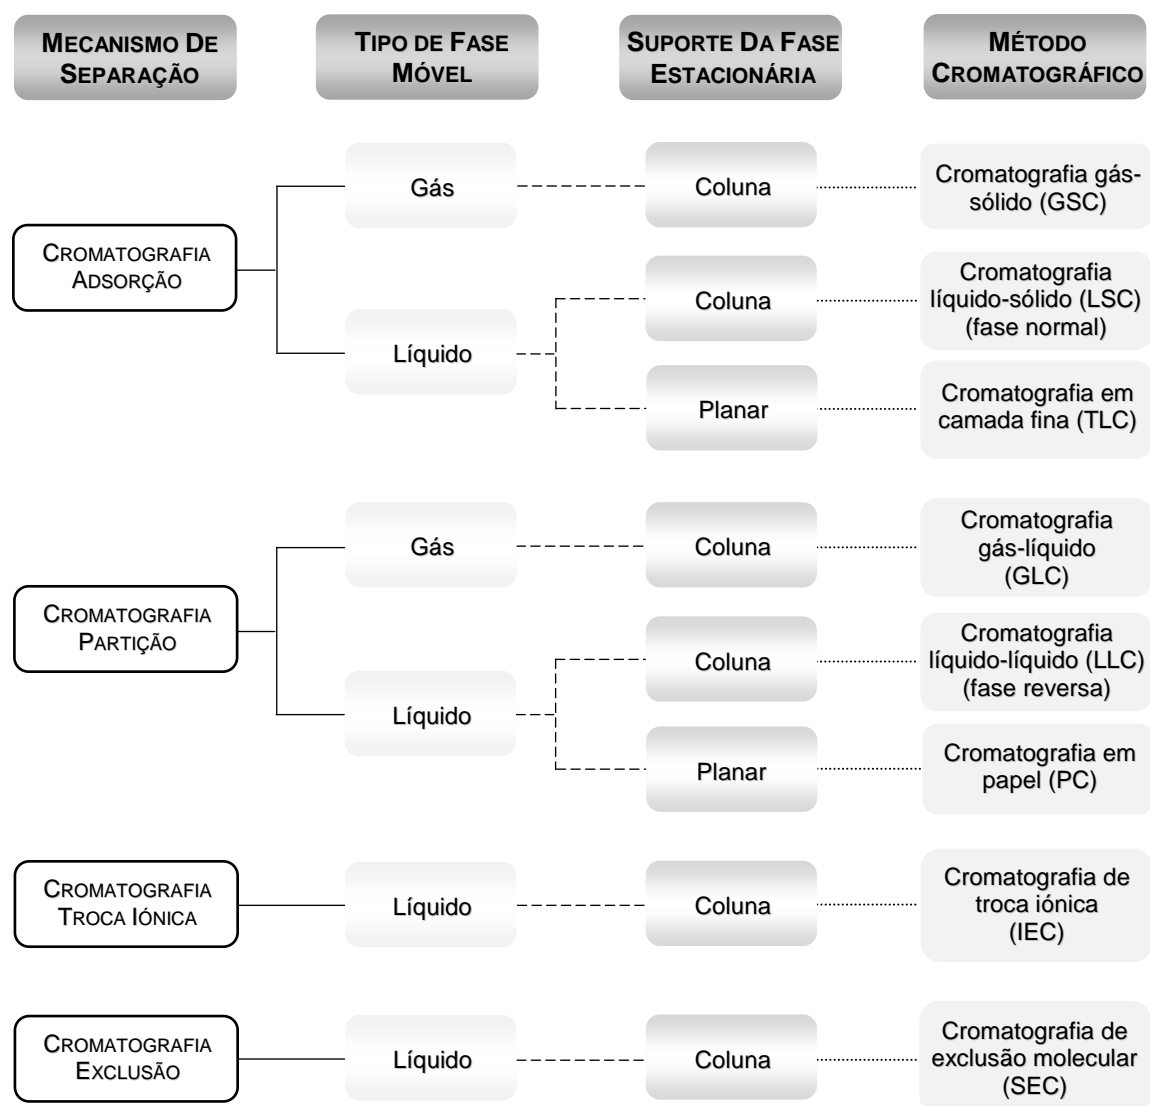 MECANISMO DE
SEPARAÇÃO
TIPO DE FASE
MÓVEL
SUPORTE DA FASE
ESTACIONÁRIA
MÉTODO
CROMATOGRÁFICO
CROMATOGRAFIA
ADSORÇÃO
Gás
Coluna
Cromatografia gás-
sólido (GSC)
Líquido
Coluna
Cromatografia
líquido-sólido (LSC)
(fase normal)
Planar
Cromatografia em
camada fina (TLC)
CROMATOGRAFIA
PARTIÇÃO
Gás
Coluna
Cromatografia
gás-líquido
(GLC)
Líquido
Coluna
Cromatografia
líquido-líquido (LLC)
(fase reversa)
Planar
Cromatografia em
papel (PC)
CROMATOGRAFIA
TROCA IÓNICA
Líquido
Coluna
Cromatografia de
troca iónica
(IEC)
CROMATOGRAFIA
EXCLUSÃO
Líquido
Coluna
Cromatografia de
exclusão molecular
(SEC)